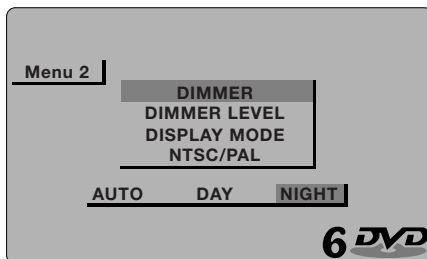 Menu 2
DIMMER
DIMMER LEVEL
DISPLAY MODE
NTSC/PAL
AUTO DAY NIGHT
6 DVD